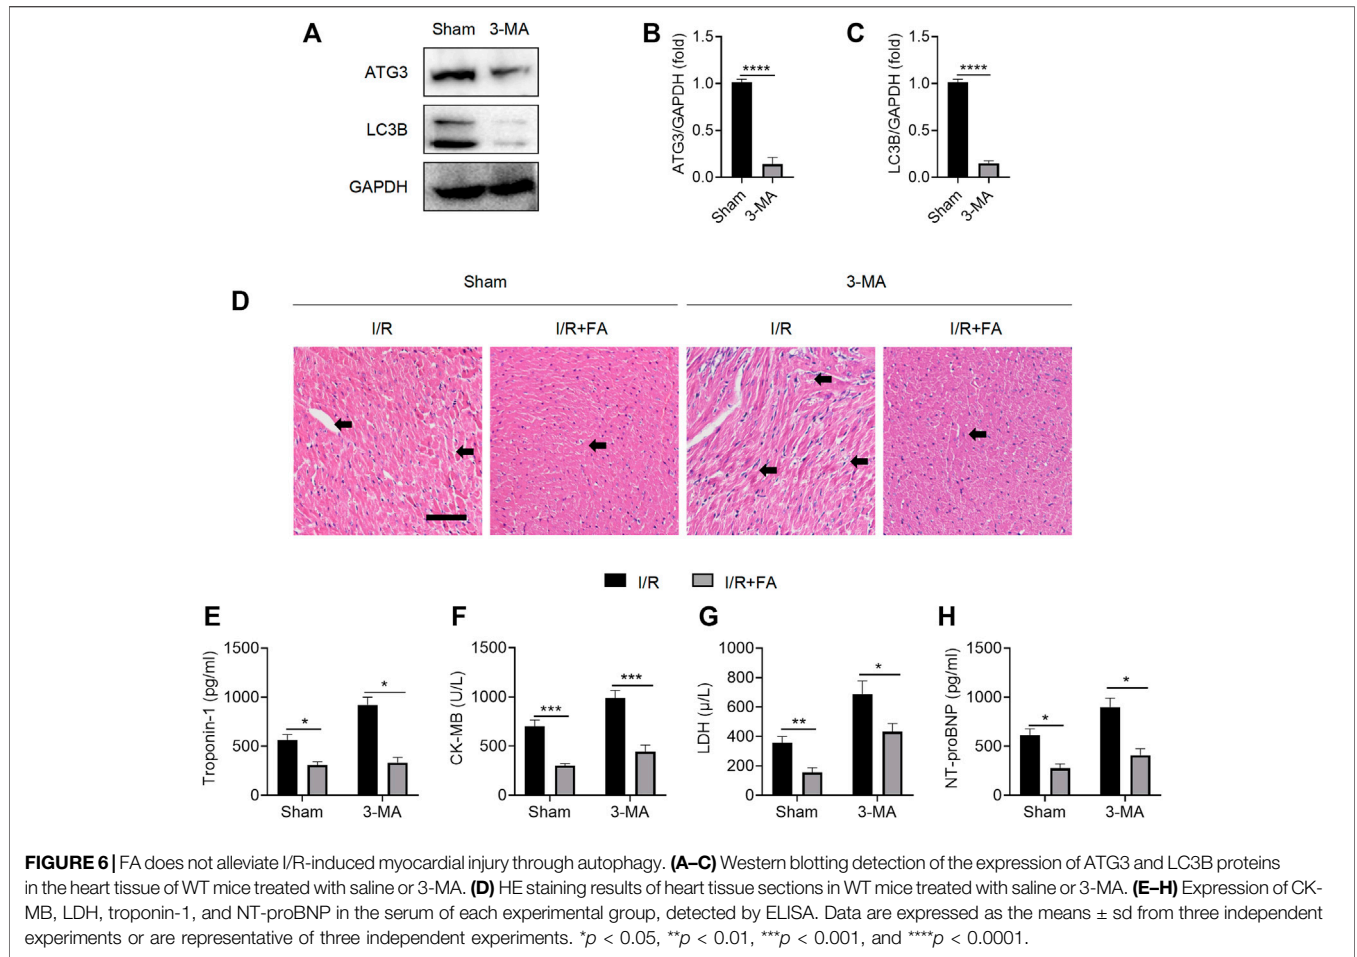 A
Sham 3-MA
ATG3
LC3B
GAPDH
B
ATG3/GAPDH (fold)
1.5
1.0
0.5
0.0
****
Sham
3-MA
C
LC3B/GAPDH (fold)
1.5
1.0
0.5
0.0
****
Sham
3-MA
D
Sham 3-MA
I/R I/R+FA I/R I/R+FA
I/R I/R+FA
E
Troponin-1 (pg/ml)
1500
1000
500
0
*
*
Sham 3-MA
F
CK-MB (U/L)
1500
1000
500
0
***
***
Sham 3-MA
G
LDH (μ/L)
1000
800
600
400
200
0
**
*
Sham 3-MA
H
NT-proBNP (pg/ml)
1500
1000
500
0
*
*
Sham 3-MA
FIGURE 6 | FA does not alleviate I/R-induced myocardial injury through autophagy. (A–C) Western blotting detection of the expression of ATG3 and LC3B proteins
in the heart tissue of WT mice treated with saline or 3-MA. (D) HE staining results of heart tissue sections in WT mice treated with saline or 3-MA. (E–H) Expression of CK-
MB, LDH, troponin-1, and NT-proBNP in the serum of each experimental group, detected by ELISA. Data are expressed as the means ± sd from three independent
experiments or are representative of three independent experiments. *p < 0.05, **p < 0.01, ***p < 0.001, and ****p < 0.0001.